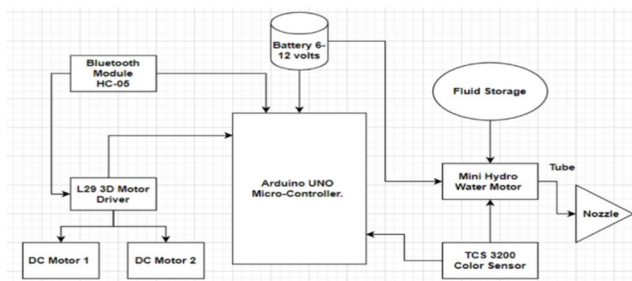 Battery 6-
12 volts
Bluetooth
Module
HC-05
Fluid Storage
Arduino UNO
Micro-Controller.
L29 3D Motor
Driver
Mini Hydro
Water Motor
Tube
Nozzle
DC Motor 1
DC Motor 2
TCS 3200
Color Sensor